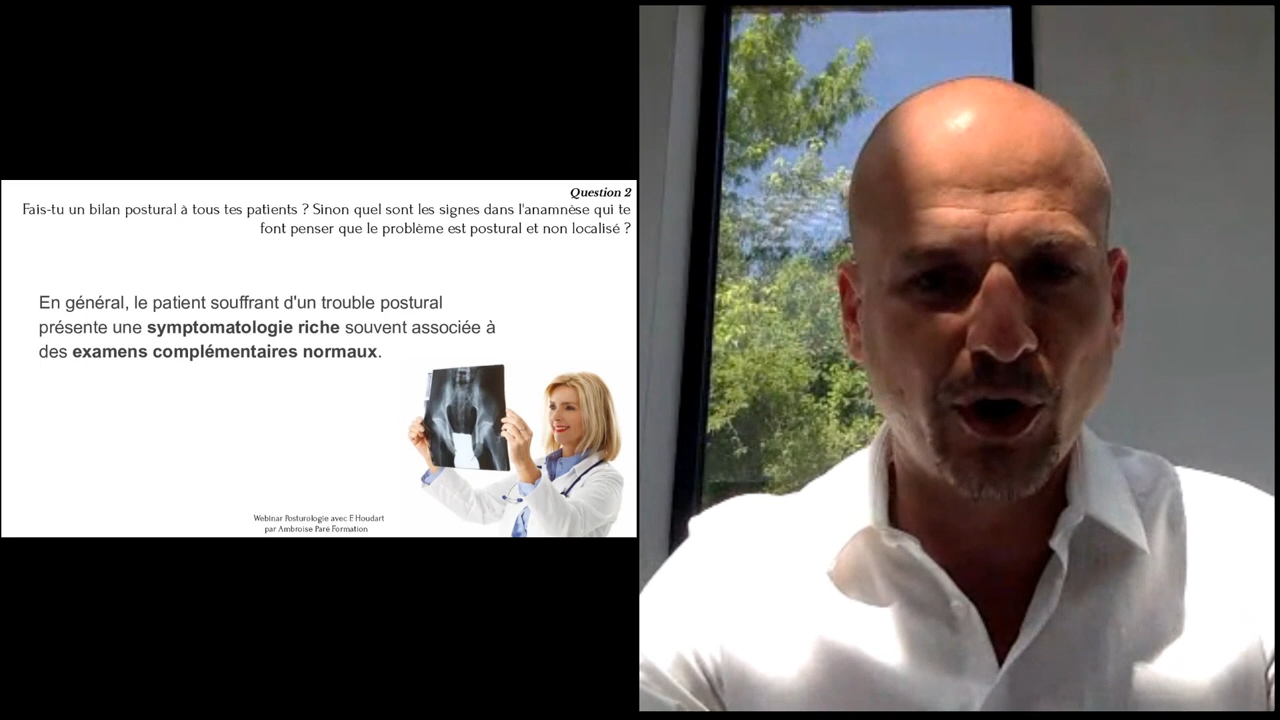 Question 2
Fais-tu un bilan postural à tous tes patients ? Sinon quel sont les signes dans l'anamnèse qui te
font penser que le problème est postural et non localisé ?
En général, le patient souffrant d'un trouble postural
présente une symptomatologie riche souvent associée à
des examens complémentaires normaux.
Webinar Posturologie avec F Houdart
par Ambroise Paré Formation